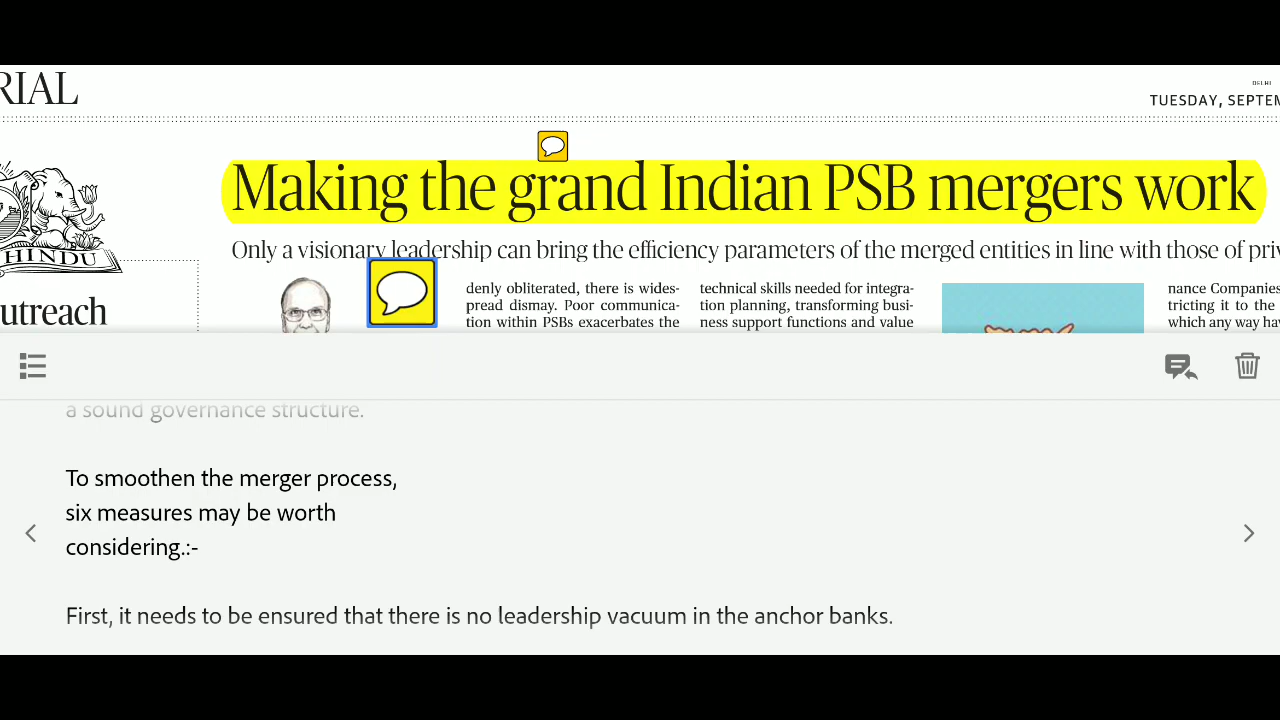 RIAL
DELHI
TUESDAY, SEPTEM
Making the grand Indian PSB mergers work
HINDU
Only a visionary leadership can bring the efficiency parameters of the merged entities in line with those of priv
utreach
denly obliterated, there is wides-
pread dismay. Poor communica-
tion within PSBs exacerbates the
technical skills needed for integra-
tion planning, transforming busi-
ness support functions and value
nance Companies
tricting it to the
which any way hav
a sound governance structure.
To smoothen the merger process,
six measures may be worth
considering.:-
First, it needs to be ensured that there is no leadership vacuum in the anchor banks.